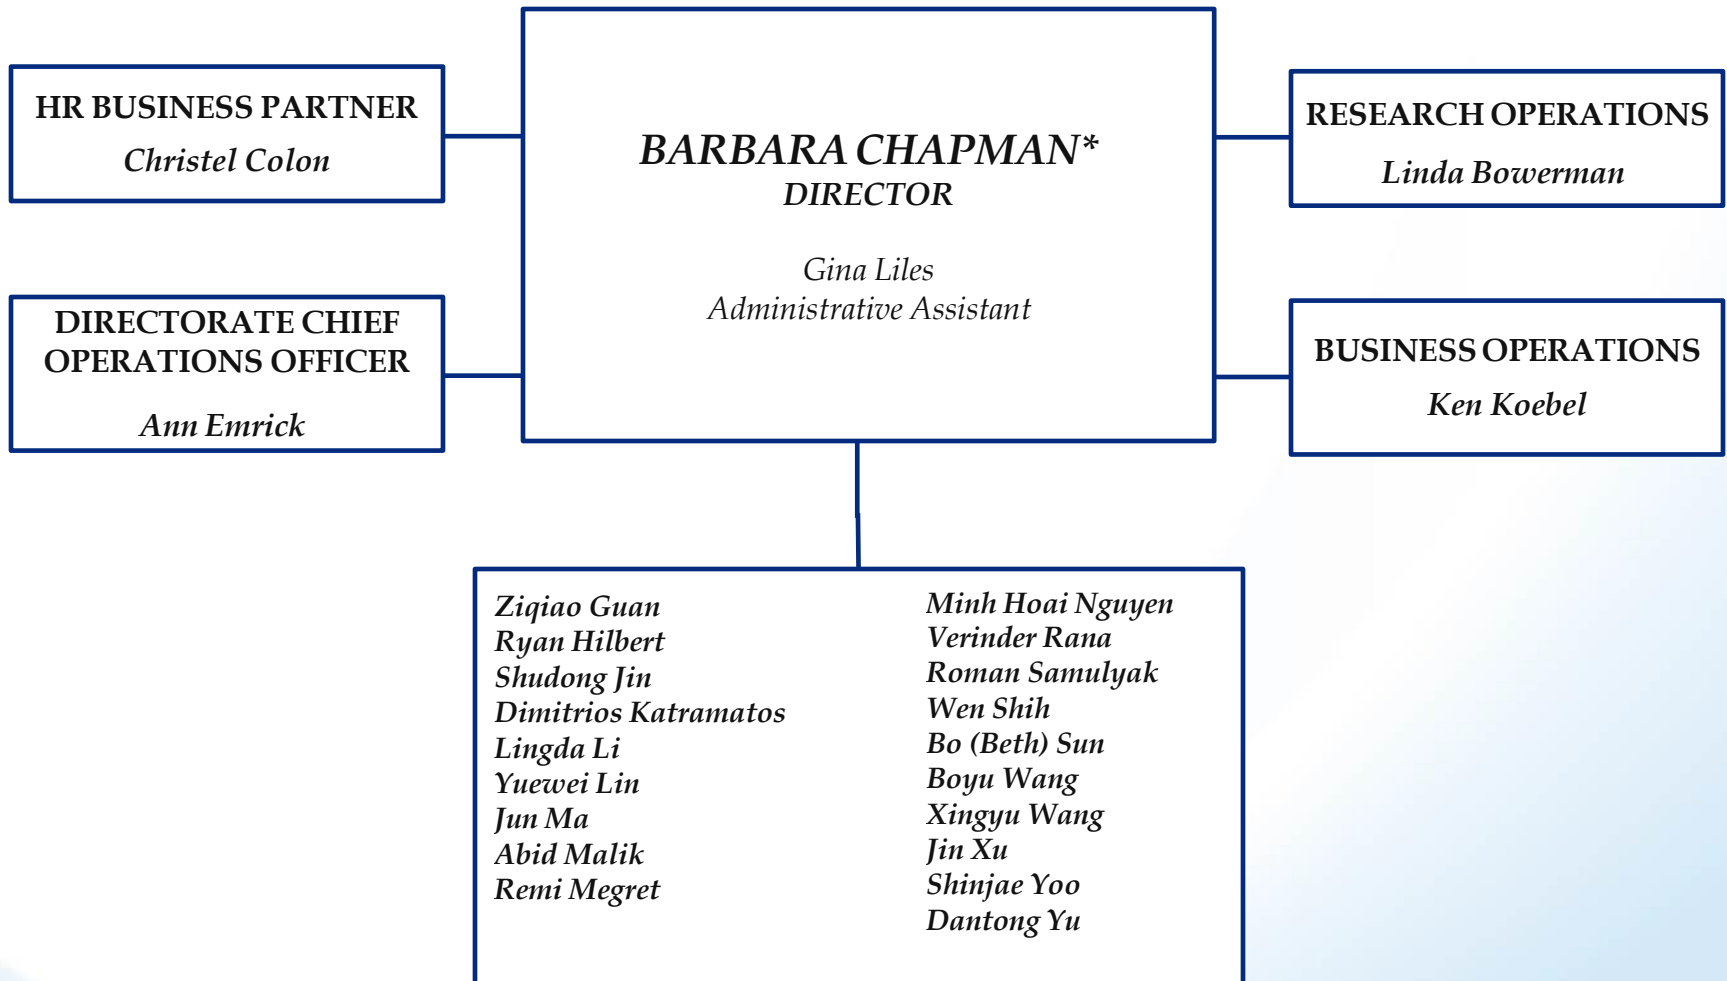 HR BUSINESS PARTNER
Christel Colon
DIRECTORATE CHIEF
OPERATIONS OFFICER
Ann Emrick
BARBARA CHAPMAN*
DIRECTOR
Gina Liles
Administrative Assistant
RESEARCH OPERATIONS
Linda Bowerman
BUSINESS OPERATIONS
Ken Koebel
Ziqiao Guan
Ryan Hilbert
Shudong Jin
Dimitrios Katramatos
Lingda Li
Yuewei Lin
Jun Ma
Abid Malik
Remi Megret
Minh Hoai Nguyen
Verinder Rana
Roman Samulyak
Wen Shih
Bo (Beth) Sun
Boyu Wang
Xingyu Wang
Jin Xu
Shinjae Yoo
Dantong Yu